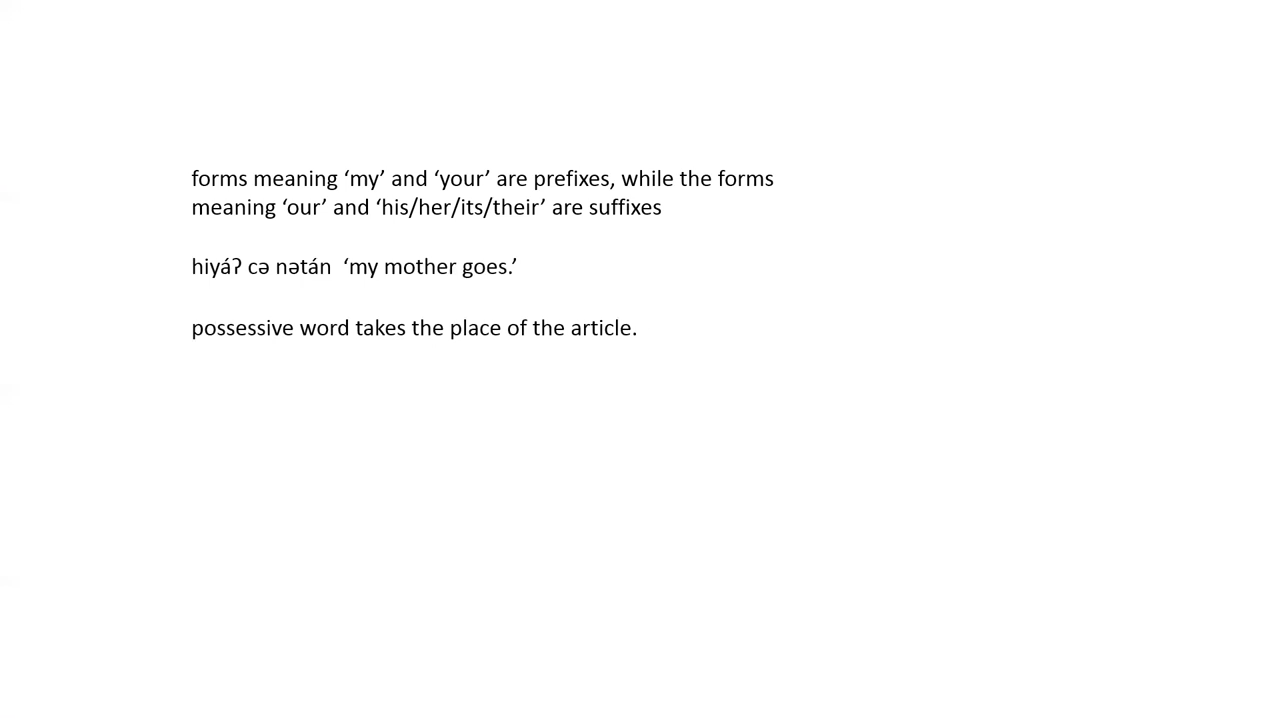 forms meaning ‘my’ and ‘your’ are prefixes, while the forms
meaning ‘our’ and ‘his/her/its/their’ are suffixes
hiyáʔ cə nətán ‘my mother goes.’
possessive word takes the place of the article.